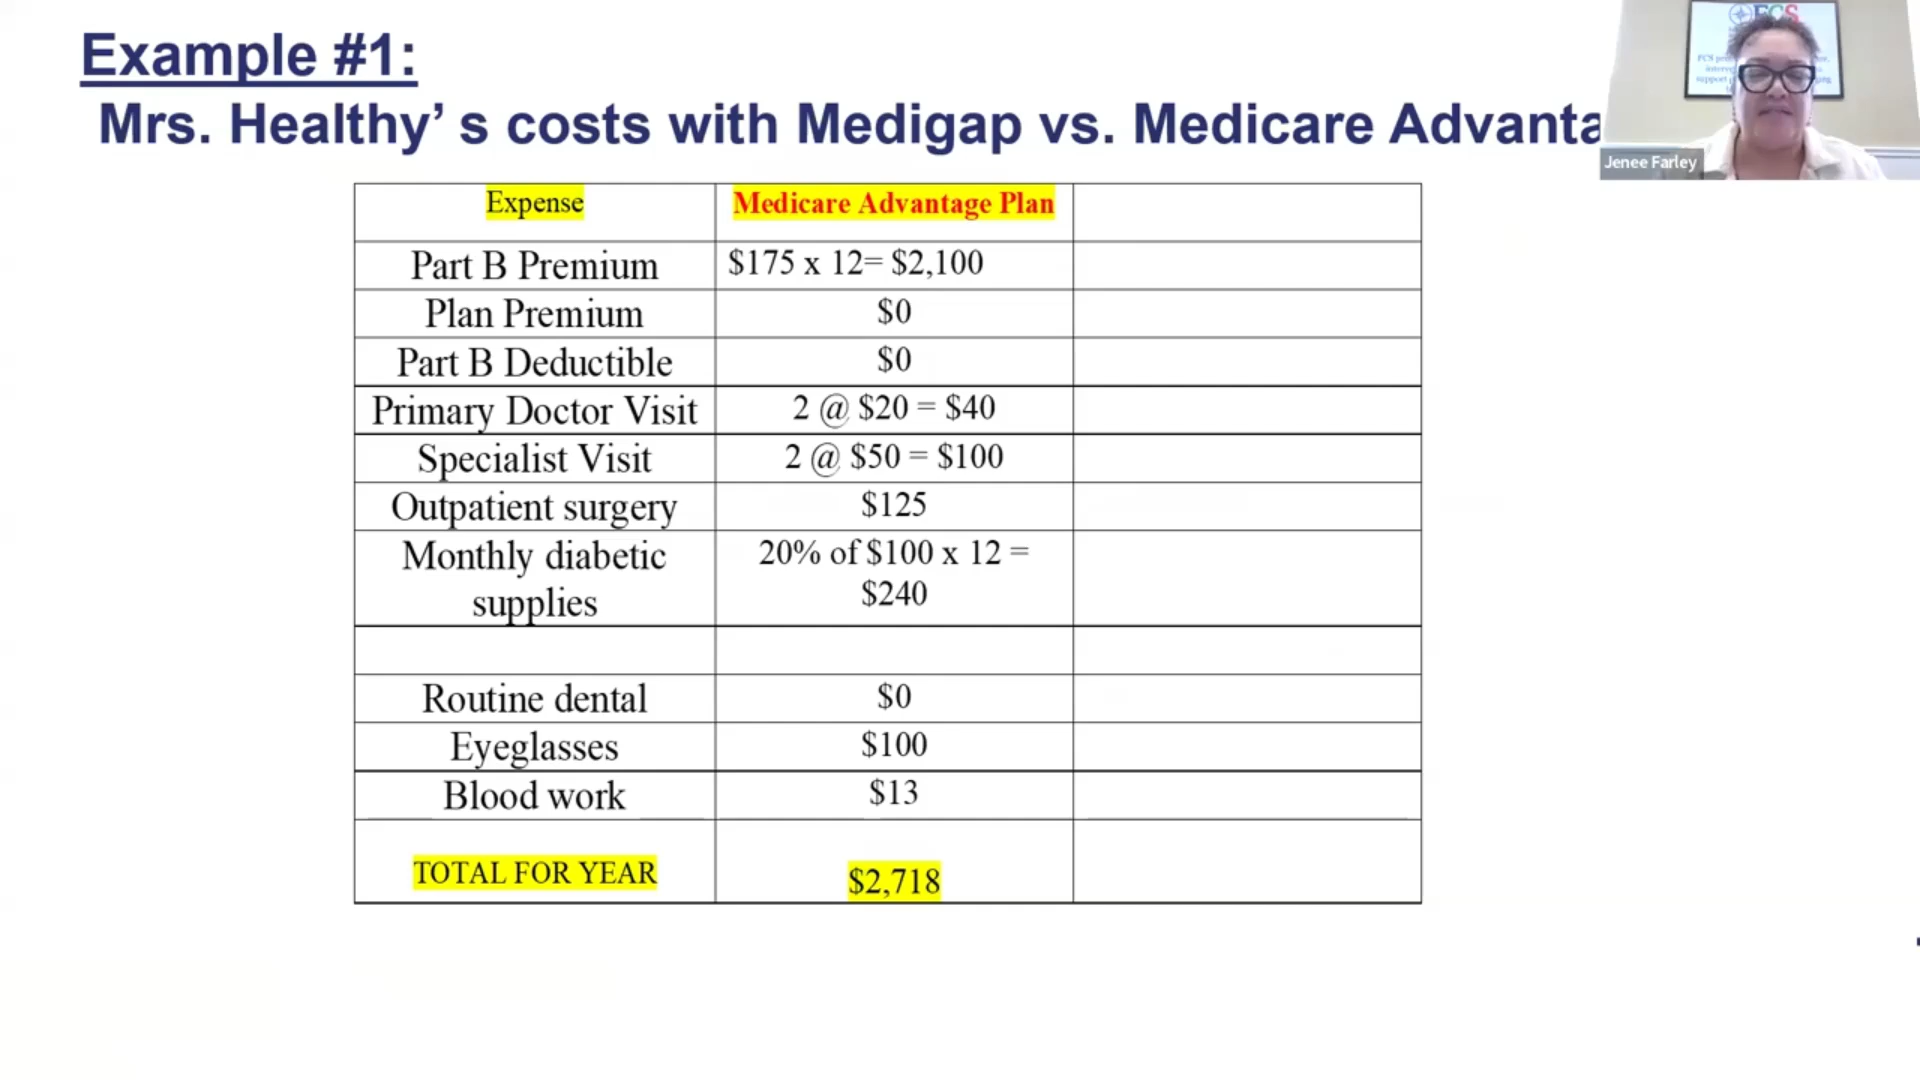 Example #1:
Mrs. Healthy’ s costs with Medigap vs. Medicare Advanta
FCS
Jenee Farley
Expense
Medicare Advantage Plan
Part B Premium
$175 x 12= $2,100
Plan Premium
$0
Part B Deductible
$0
Primary Doctor Visit
2 @ $20 = $40
Specialist Visit
2 @ $50 = $100
Outpatient surgery
$125
Monthly diabetic
supplies
20% of $100 x 12 =
$240
Routine dental
$0
Eyeglasses
$100
Blood work
$13
TOTAL FOR YEAR
$2,718